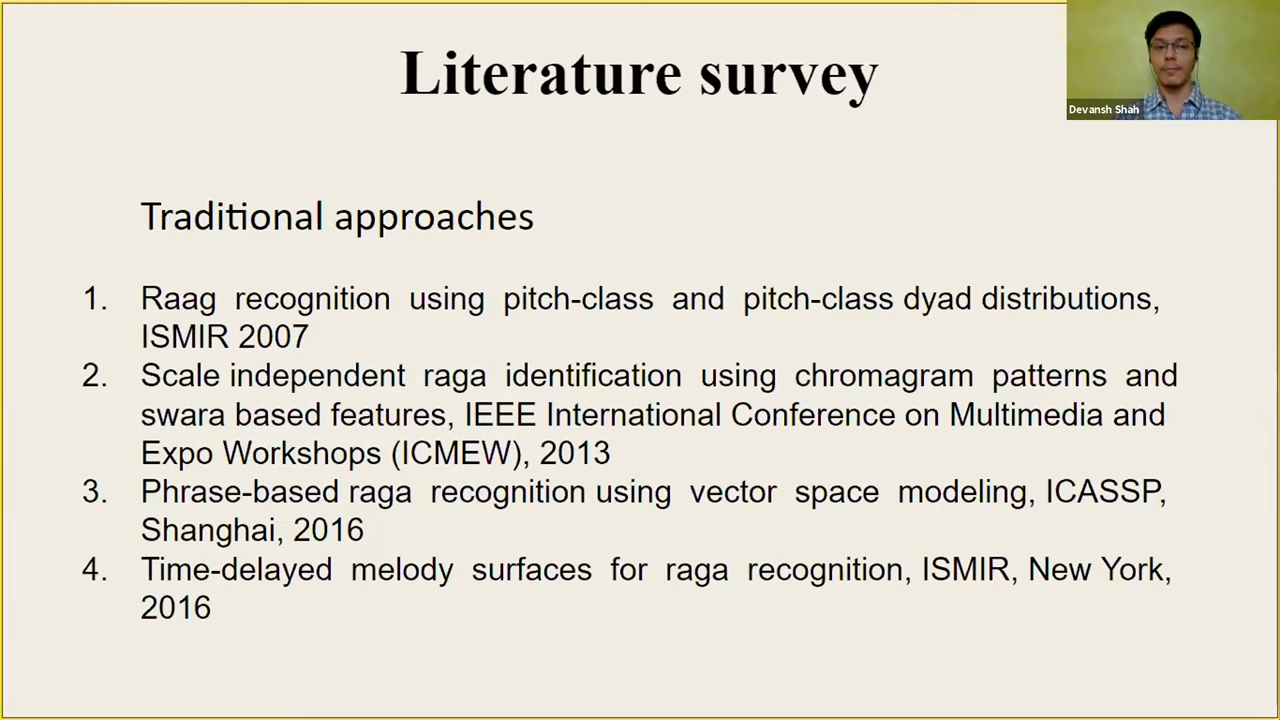 Literature survey
Devansh Shah
Traditional approaches
1. Raag recognition using pitch-class and pitch-class dyad distributions,
ISMIR 2007
2. Scale independent raga identification using chromagram patterns and
swara based features, IEEE International Conference on Multimedia and
Expo Workshops (ICMEW), 2013
3. Phrase-based raga recognition using vector space modeling, ICASSP,
Shanghai, 2016
4. Time-delayed melody surfaces for raga recognition, ISMIR, New York,
2016